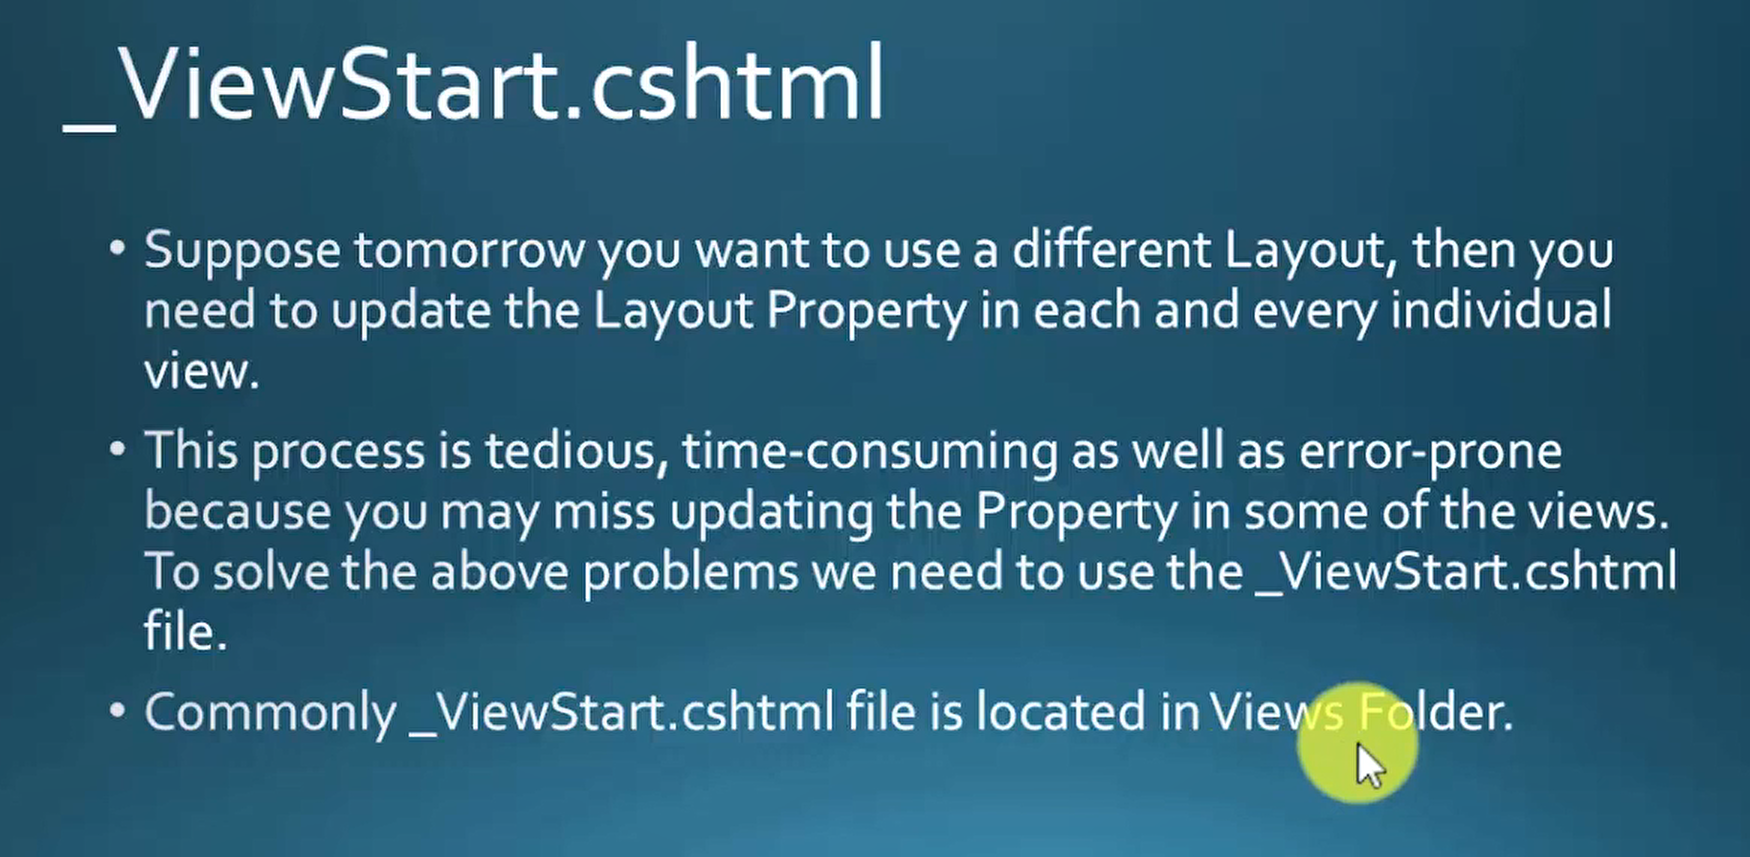 _ViewStart.cshtml
• Suppose tomorrow you want to use a different Layout, then you
need to update the Layout Property in each and every individual
view.
• This process is tedious, time-consuming as well as error-prone
because you may miss updating the Property in some of the views.
To solve the above problems we need to use the _ViewStart.cshtml
file.
• Commonly _ViewStart.cshtml file is located in Views Folder.